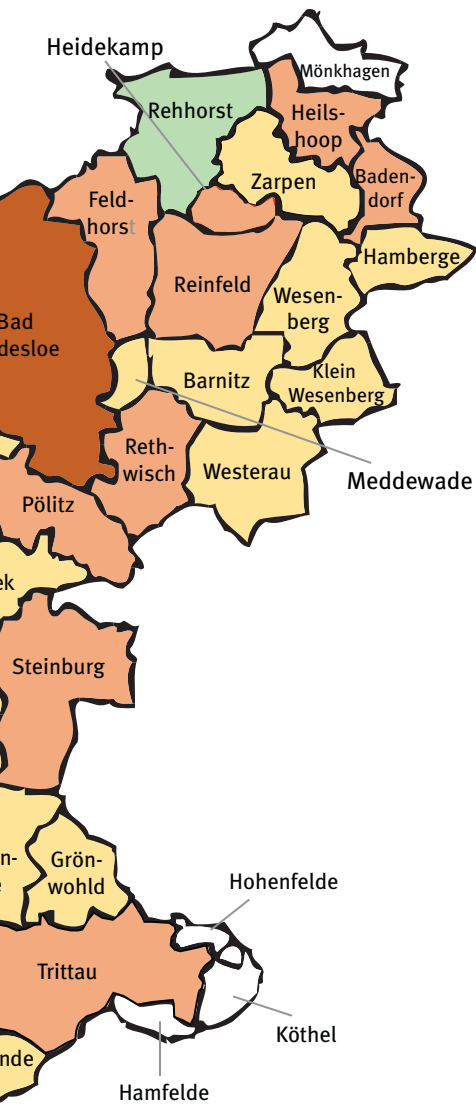 Heidekamp
Mönkhagen
Rehhorst
Heils-
hoop
Zarpen
Baden-
dorf
Feld-
horst
Hamberge
Reinfeld
Wesen-
berg
Bad
desloe
Barnitz
Klein
Wesenberg
Reth-
wisch
Westerau
Meddewade
Pölitz
ek
Steinburg
n-
e
Grön-
wohld
Hohenfelde
Trittau
Köthel
nde
Hamfelde